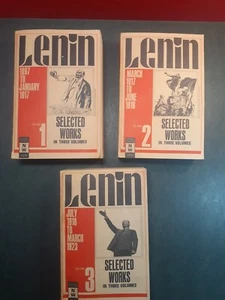 Lenin
1897
TO
JANUARY
1917
1
SELECTED
WORKS
IN THREE VOLUMES
Lenin
MARCH
1917
TO
JUNE
1918
2
SELECTED
WORKS
IN THREE VOLUMES
Lenin
JULY
1918
TO
MARCH
1923
3
SELECTED
WORKS
IN THREE VOLUMES